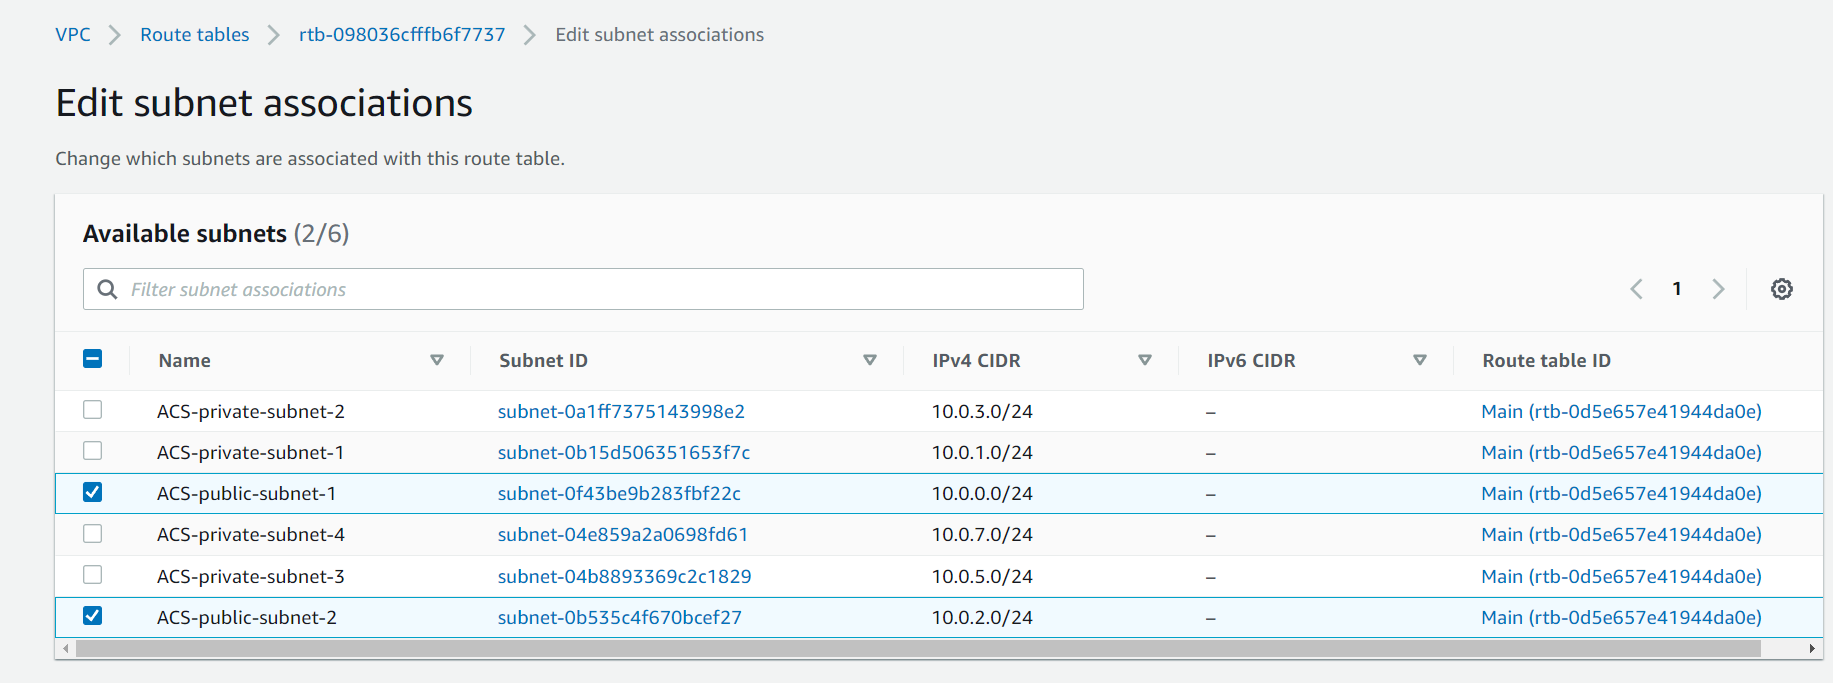 VPC Route tables rtb-098036cfffb6f7737 Edit subnet associations
Edit subnet associations
Change which subnets are associated with this route table.
Available subnets (2/6)
Filter subnet associations
1
Name Subnet ID IPv4 CIDR IPv6 CIDR Route table ID
ACS-private-subnet-2 subnet-0a1ff7375143998e2 10.0.3.0/24 – Main (rtb-0d5e657e41944da0e)
ACS-private-subnet-1 subnet-0b15d506351653f7c 10.0.1.0/24 – Main (rtb-0d5e657e41944da0e)
ACS-public-subnet-1 subnet-0f43be9b283fbf22c 10.0.0.0/24 – Main (rtb-0d5e657e41944da0e)
ACS-private-subnet-4 subnet-04e859a2a0698fd61 10.0.7.0/24 – Main (rtb-0d5e657e41944da0e)
ACS-private-subnet-3 subnet-04b8893369c2c1829 10.0.5.0/24 – Main (rtb-0d5e657e41944da0e)
ACS-public-subnet-2 subnet-0b535c4f670bcef27 10.0.2.0/24 – Main (rtb-0d5e657e41944da0e)